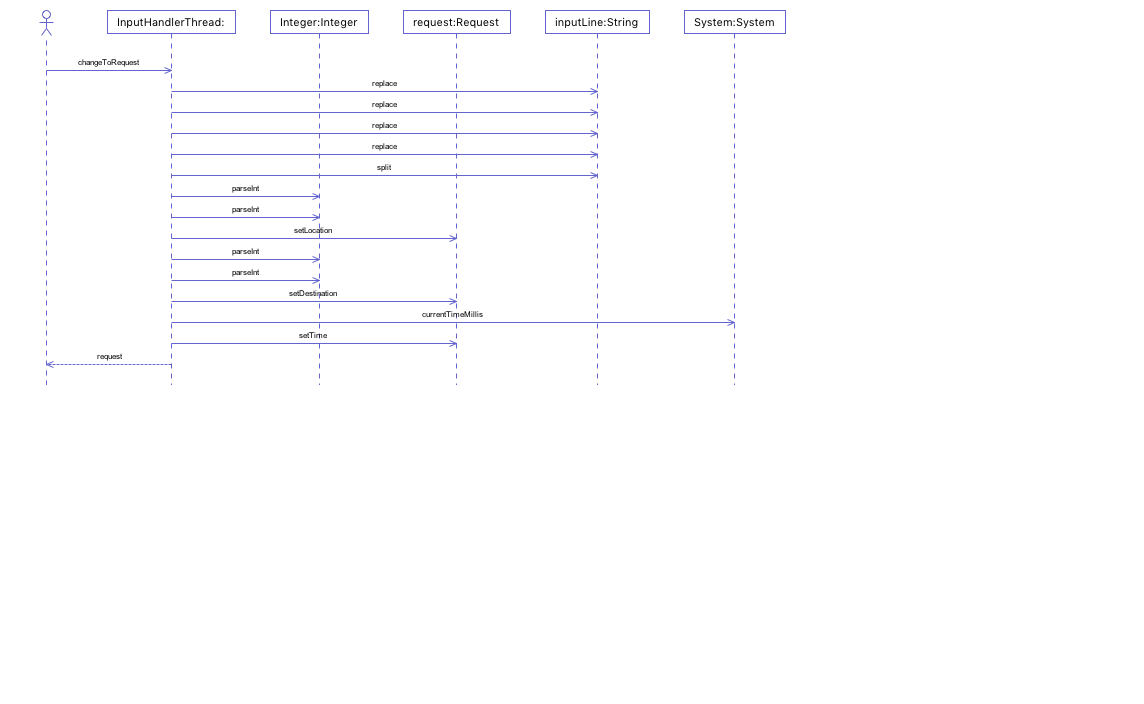 InputHandlerThread:
Integer:Integer
request:Request
inputLine:String
System:System
changeToRequest
replace
replace
replace
replace
split
parseInt
parseInt
setLocation
parseInt
parseInt
setDestination
currentTimeMillis
setTime
request